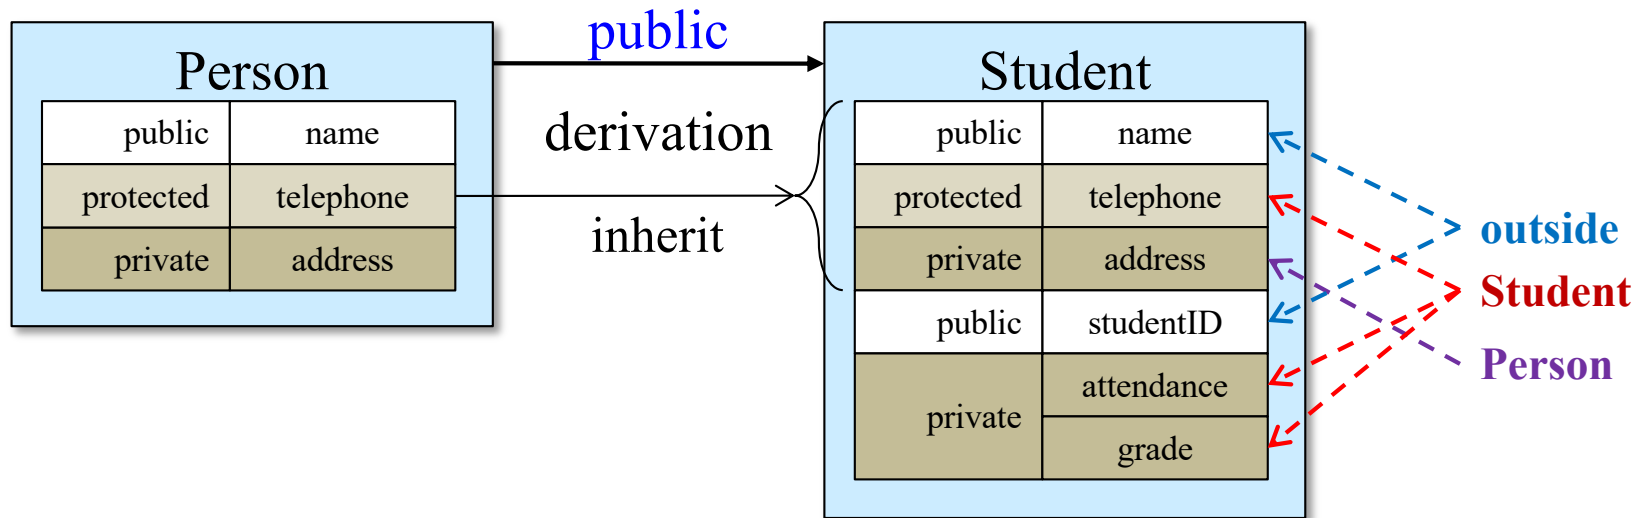 Person
public name
protected telephone
private address
public
derivation
inherit
Student
public name
protected telephone
private address
public studentID
private attendance
grade
outside
Student
Person